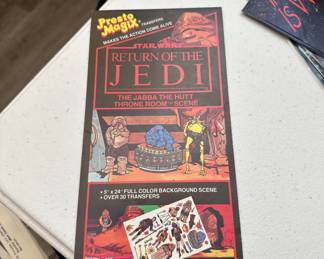 Presto
Magix TRANSFERS
MAKES THE ACTION COME ALIVE
STAR WARS
RETURN OF THE
JEDI
THE JABBA THE HUTT
THRONE ROOM™ SCENE
• 5" x 24" FULL COLOR BACKGROUND SCENE
• OVER 30 TRANSFERS